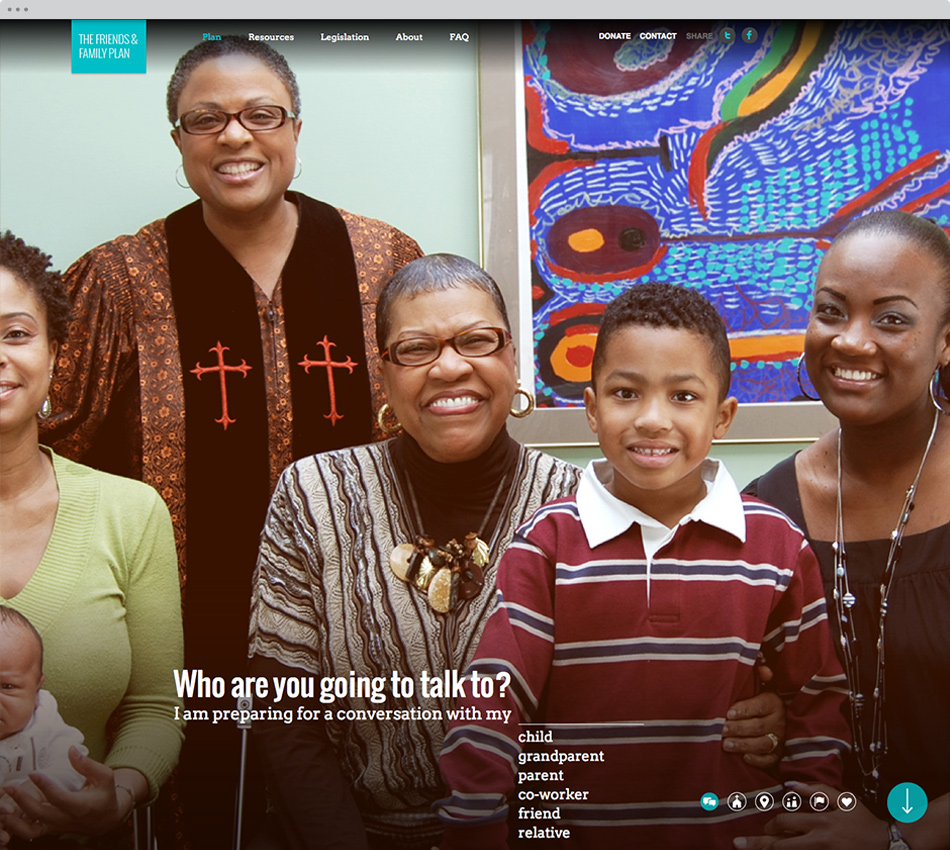 THE FRIENDS &
FAMILY PLAN
Plan Resources Legislation About FAQ
DONATE / CONTACT SHARE
Who are you going to talk to?
I am preparing for a conversation with my
child
grandparent
parent
co-worker
friend
relative